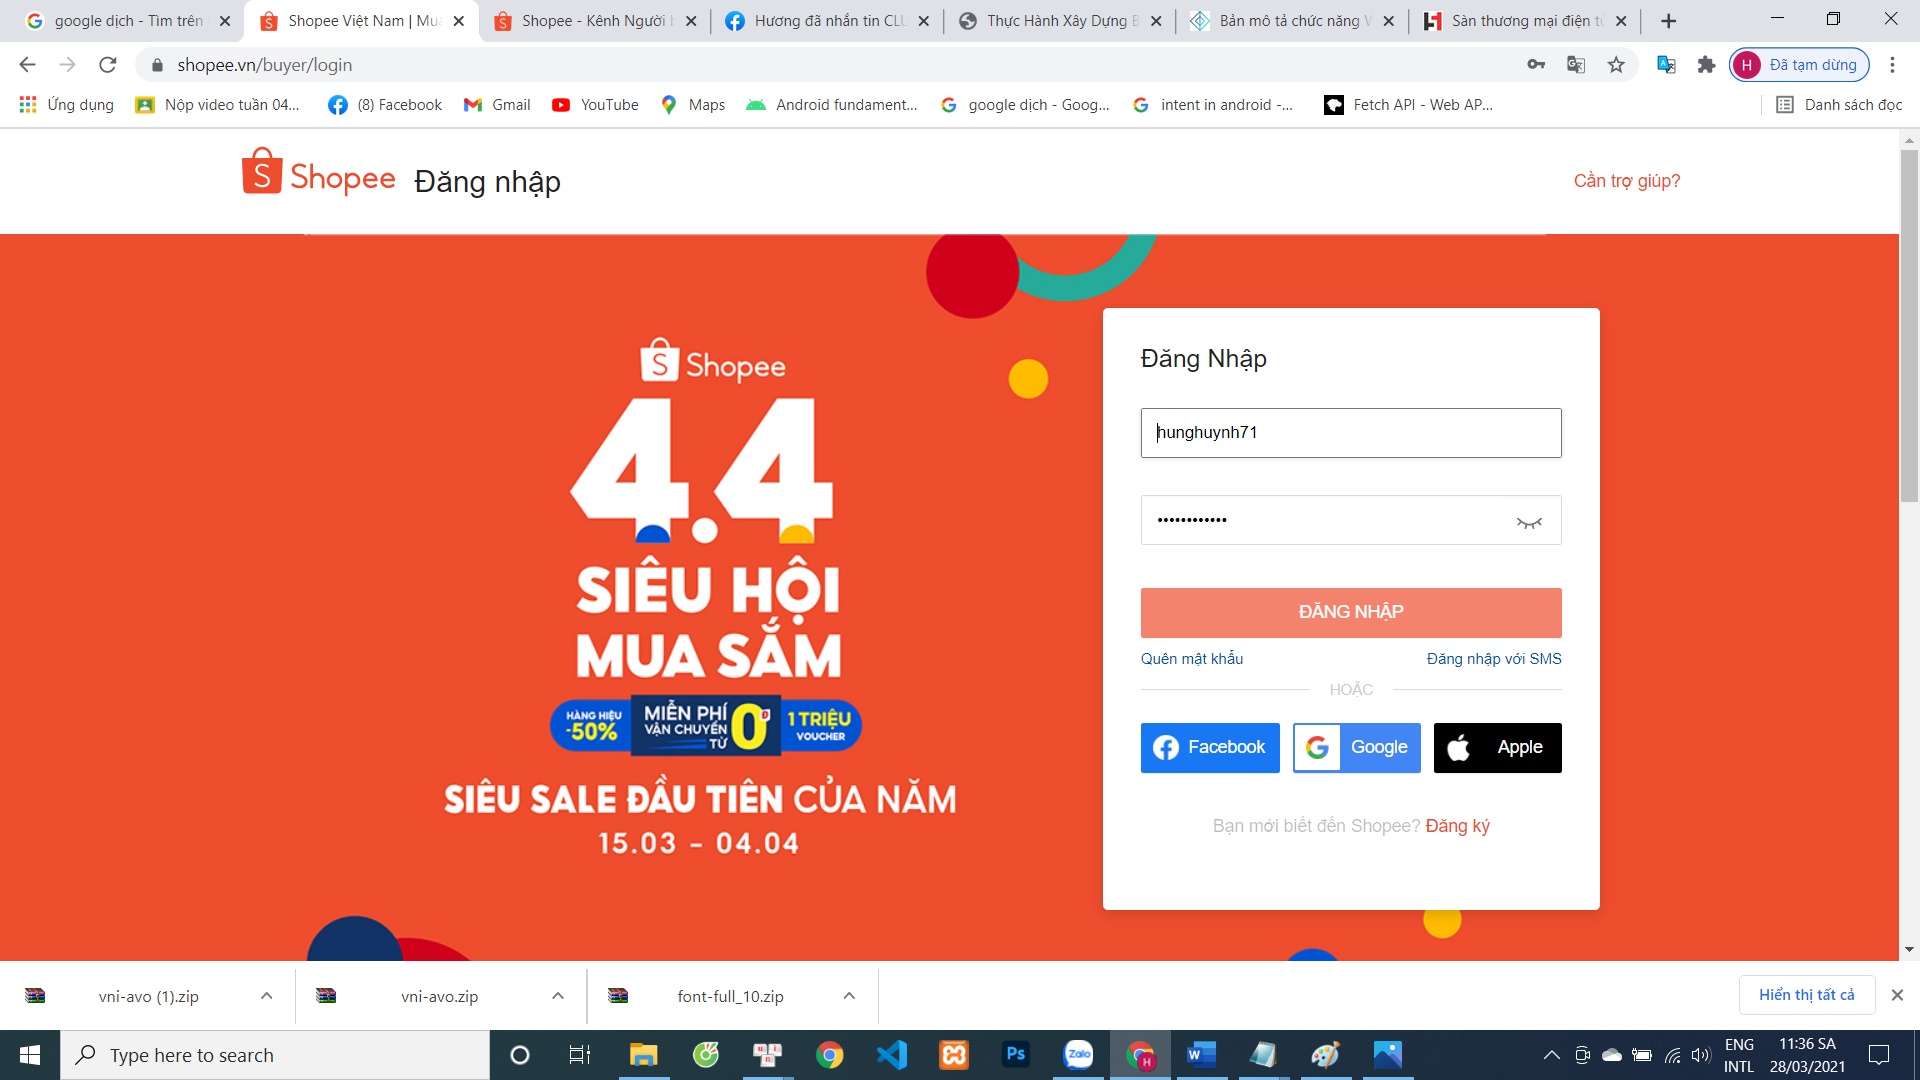 google dịch - Tìm trên
Shopee Việt Nam | Mua
Shopee - Kênh Người b
Hương đã nhắn tin CLU
Thực Hành Xây Dựng B
Bản mô tả chức năng W
Sàn thương mại điện tử
shopee.vn/buyer/login
H
Đã tạm dừng
Ứng dụng
Nộp video tuần 04...
(8) Facebook
Gmail
YouTube
Maps
Android fundament...
google dịch - Goog...
intent in android -...
Fetch API - Web AP...
Danh sách đọc
Shopee
Đăng nhập
Cần trợ giúp?
Shopee
4.4
SIÊU HỘI
MUA SẮM
HÀNG HIỆU
-50%
MIỄN PHÍ
VẬN CHUYỂN
TỪ
0Đ
1 TRIỆU
VOUCHER
SIÊU SALE ĐẦU TIÊN CỦA NĂM
15.03 - 04.04
Đăng Nhập
hunghuynh71
••••••••••••
ĐĂNG NHẬP
Quên mật khẩu
Đăng nhập với SMS
HOẶC
Facebook
Google
Apple
Bạn mới biết đến Shopee? Đăng ký
vni-avo (1).zip
vni-avo.zip
font-full_10.zip
Hiển thị tất cả
Type here to search
Ps
Zalo
H
ENG
INTL
11:36 SA
28/03/2021